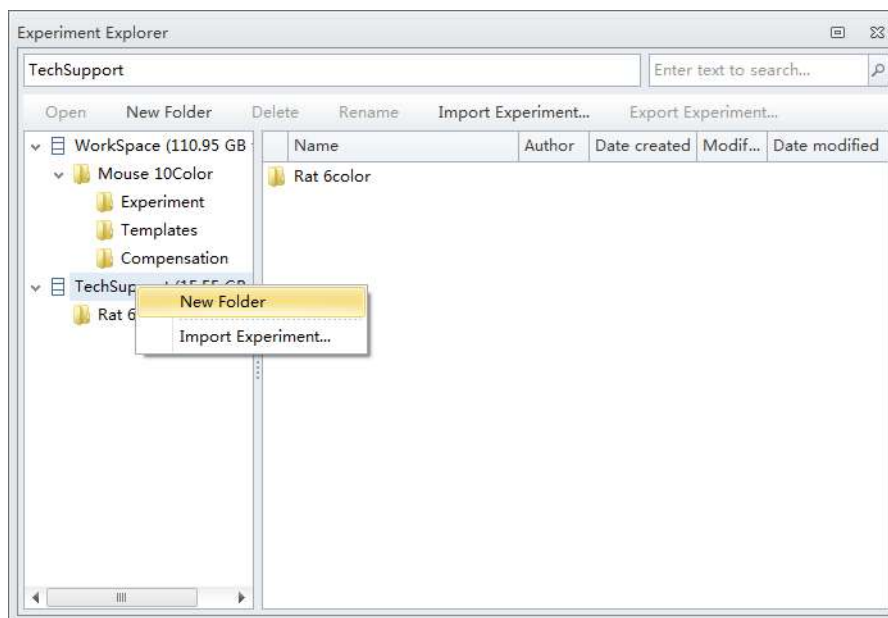 Experiment Explorer
TechSupport
Enter text to search...
Open New Folder Delete Rename Import Experiment... Export Experiment...
WorkSpace (110.95 GB
Name Author Date created Modif... Date modified
Mouse 10Color
Rat 6color
Experiment
Templates
Compensation
TechSup
New Folder
Rat 6
Import Experiment...